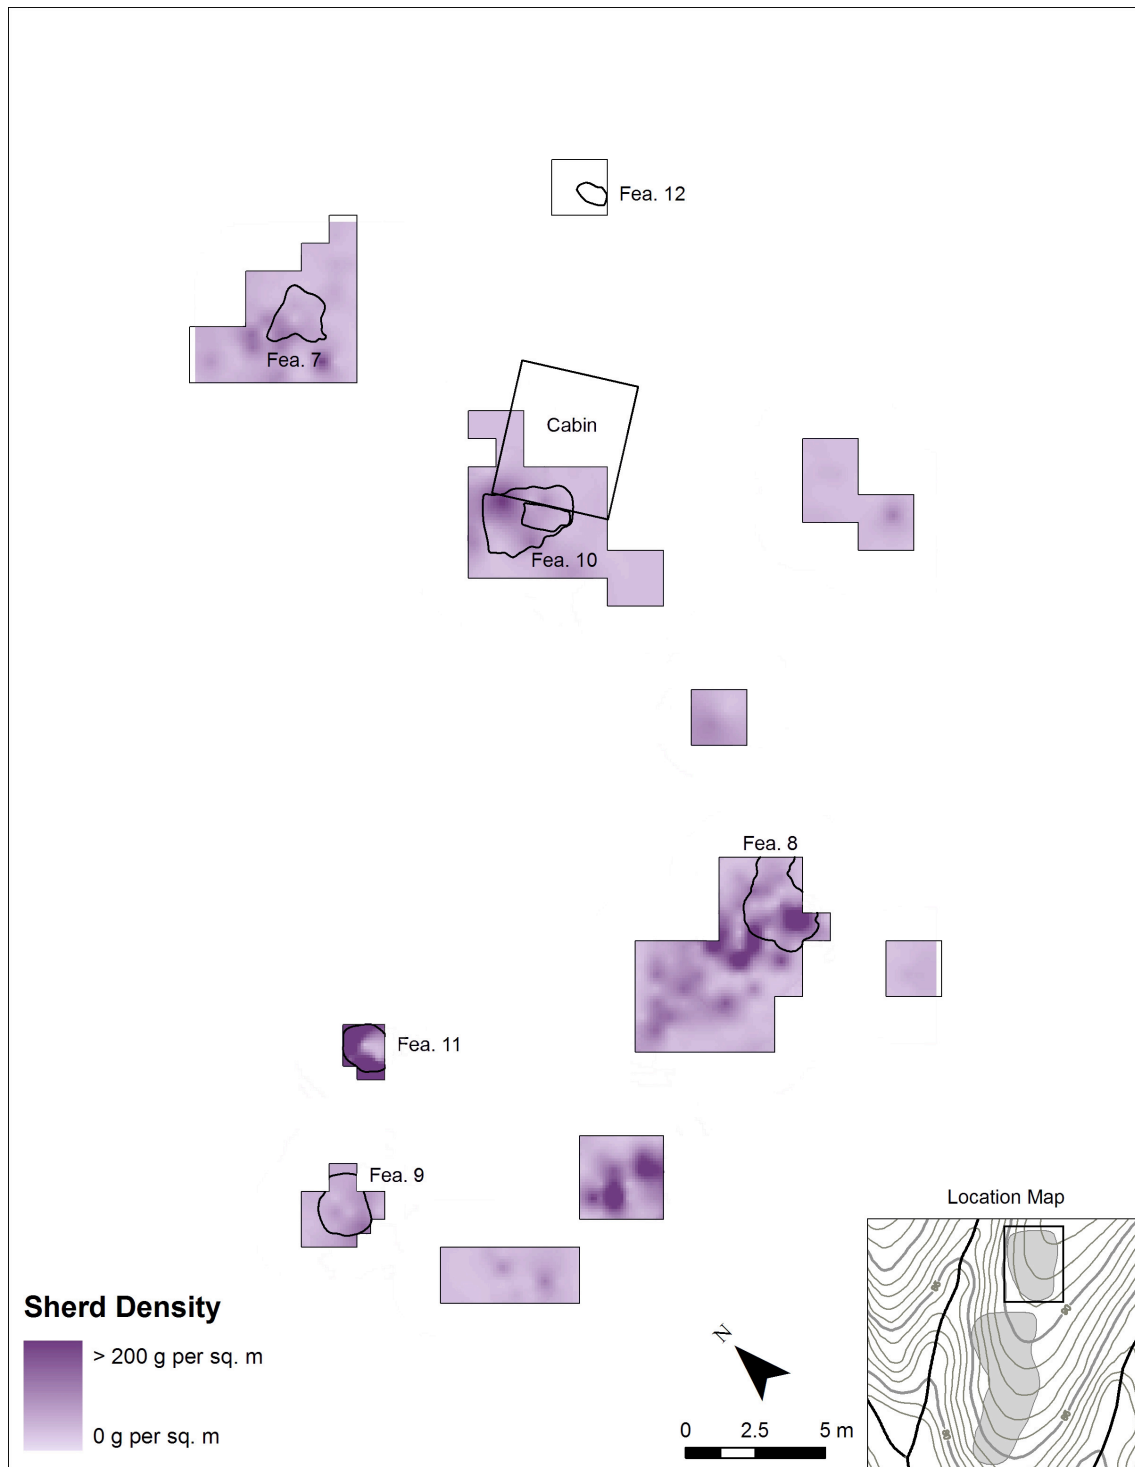 Fea. 12
Fea. 7
Cabin
Fea. 10
Fea. 8
Fea. 11
Fea. 9
Location Map
Sherd Density
> 200 g per sq. m
0 g per sq. m
N
0 2.5 5 m